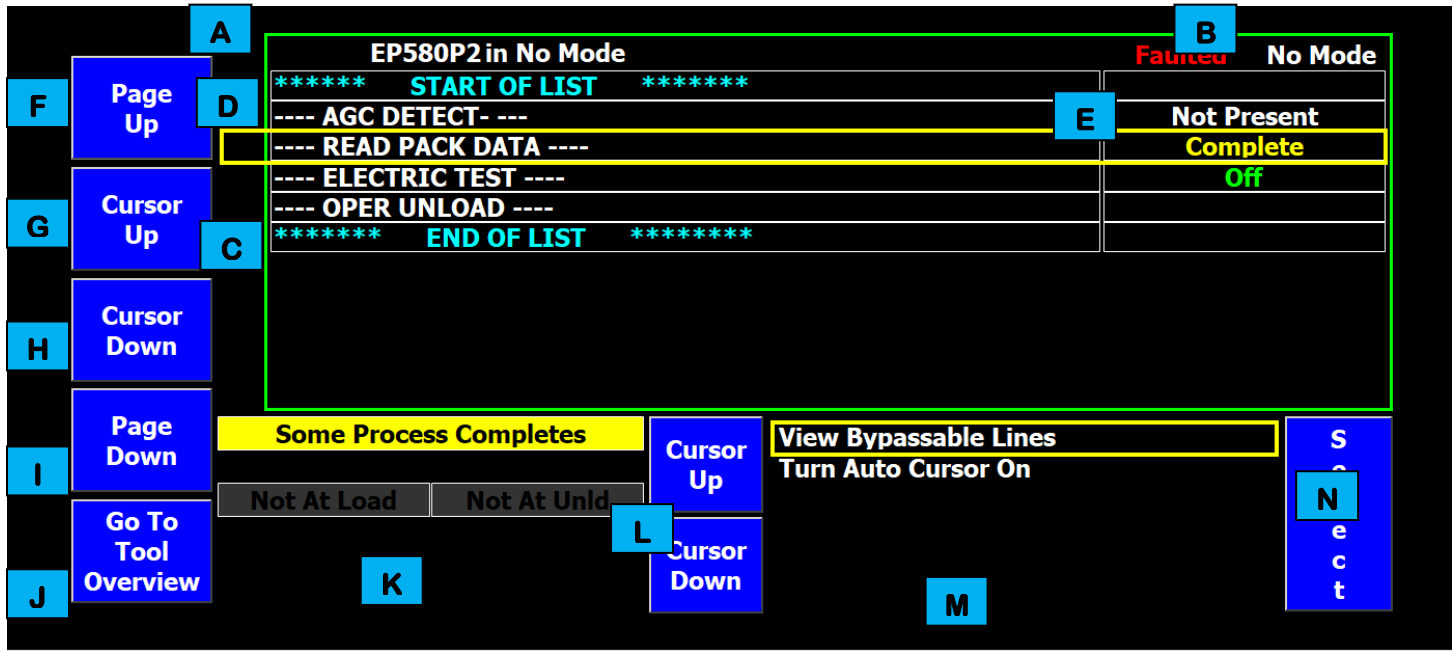 A
B
EP580P2 in No Mode Faulted No Mode
F
Page
Up
D
****** START OF LIST *******
---- AGC DETECT- --- E Not Present
---- READ PACK DATA ---- Complete
---- ELECTRIC TEST ---- Off
---- OPER UNLOAD ----
******* END OF LIST ********
G
Cursor
Up
C
H
Cursor
Down
I
Page
Down
J
Go To
Tool
Overview
Some Process Completes
Not At Load Not At Unld
K
Cursor
Up
L
Cursor
Down
View Bypassable Lines
Turn Auto Cursor On
M
S
e
N
e
c
t